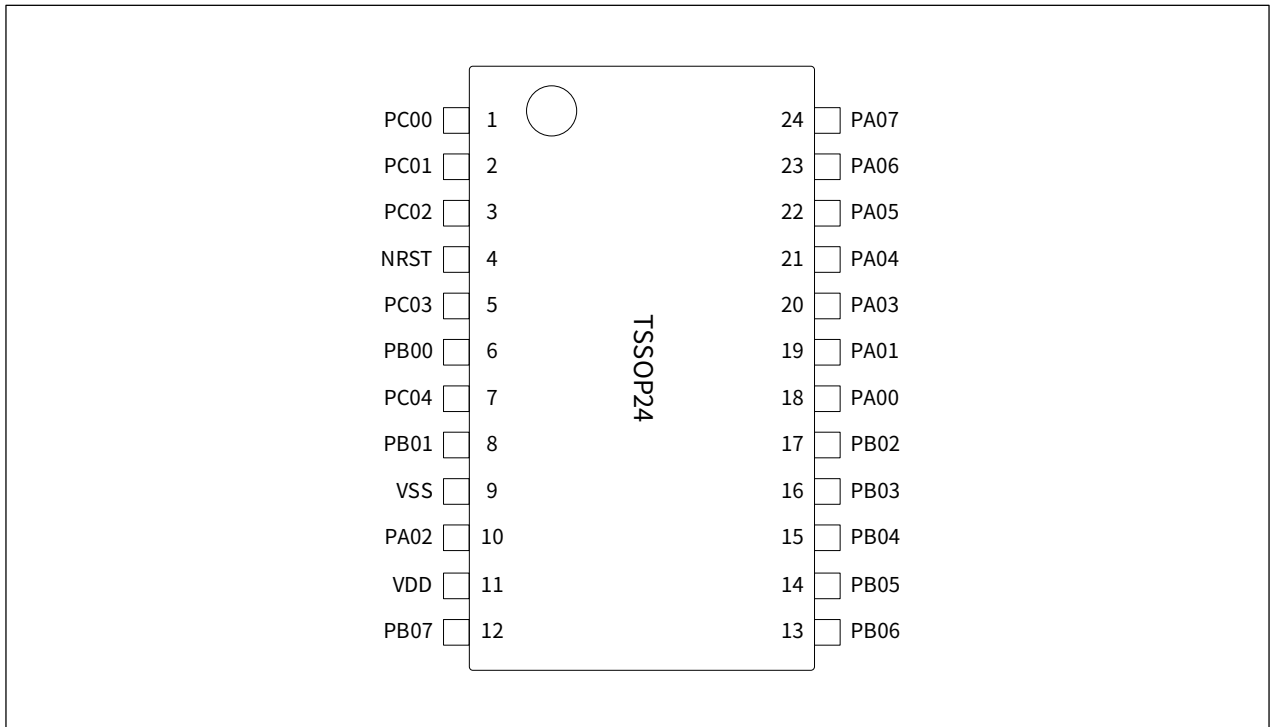 PC00 1 24 PA07
PC01 2 23 PA06
PC02 3 22 PA05
NRST 4 21 PA04
PC03 5 20 PA03
PB00 6 19 PA01
PC04 7 18 PA00
PB01 8 17 PB02
VSS 9 16 PB03
PA02 10 15 PB04
VDD 11 14 PB05
PB07 12 13 PB06
TSSOP24